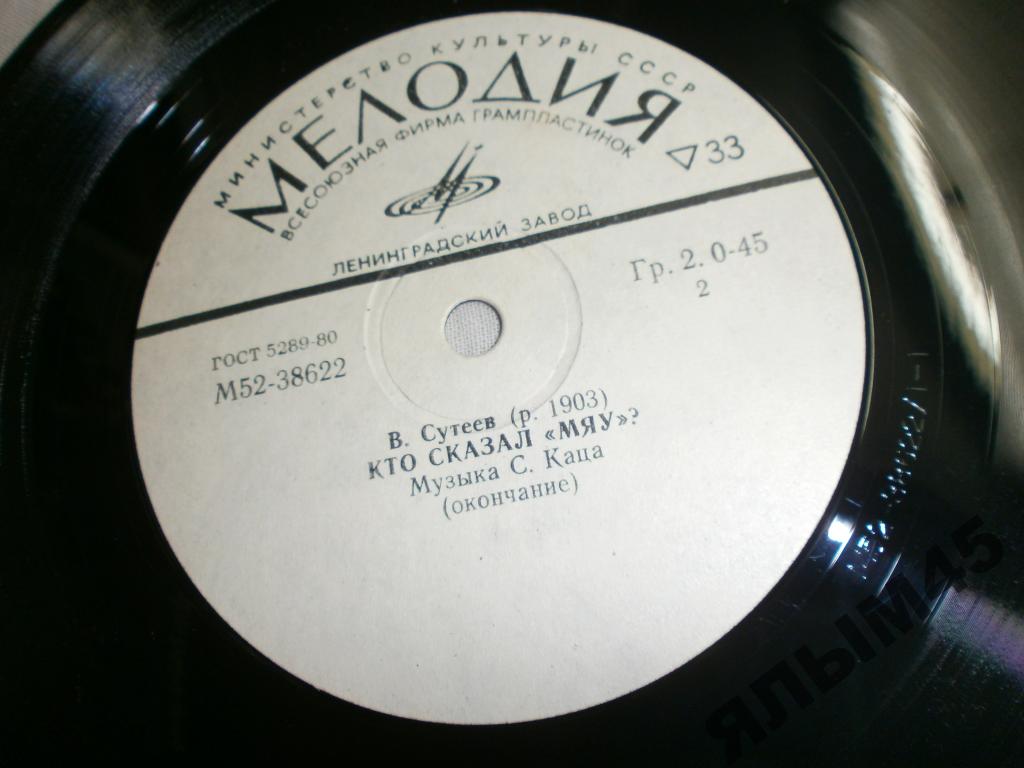 МИНИСТЕРСТВО КУЛЬТУРЫ СССР
МЕЛОДИЯ
ВСЕСОЮЗНАЯ ФИРМА ГРАМПЛАСТИНОК
33
ЛЕНИНГРАДСКИЙ ЗАВОД
Гр. 2. 0-45
2
ГОСТ 5289-80
М52-38622
В. Сутеев (р. 1903)
КТО СКАЗАЛ «МЯУ»?
Музыка С. Каца
(окончание)
ЯЛЫМ45